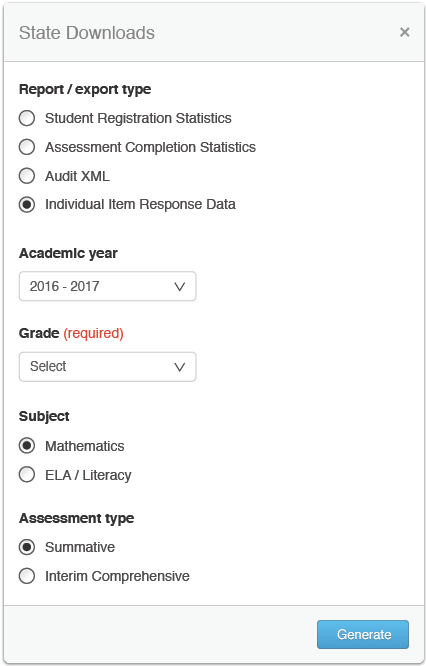 State Downloads ×
Report / export type
Student Registration Statistics
Assessment Completion Statistics
Audit XML
Individual Item Response Data
Academic year
2016 - 2017
Grade (required)
Select
Subject
Mathematics
ELA / Literacy
Assessment type
Summative
Interim Comprehensive
Generate